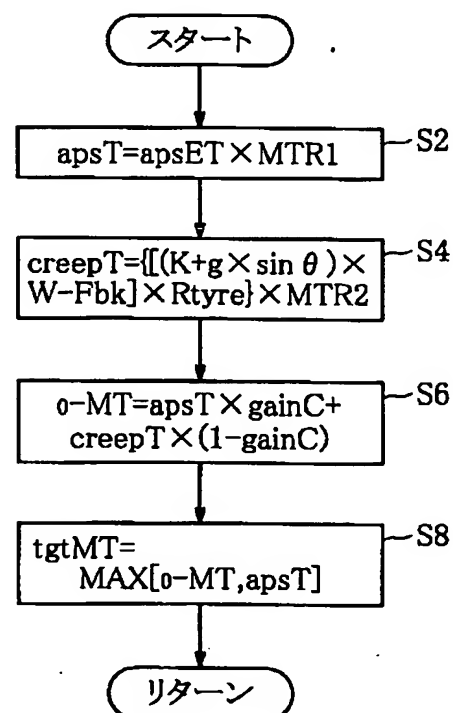 スタート
apsT=apsET×MTR1
S2
creepT={[(K+g×sin θ)×
W-Fbk]×Rtyre}×MTR2
S4
o-MT=apsT×gainC+
creepT×(1-gainC)
S6
tgtMT=
MAX[o-MT,apsT]
S8
リターン